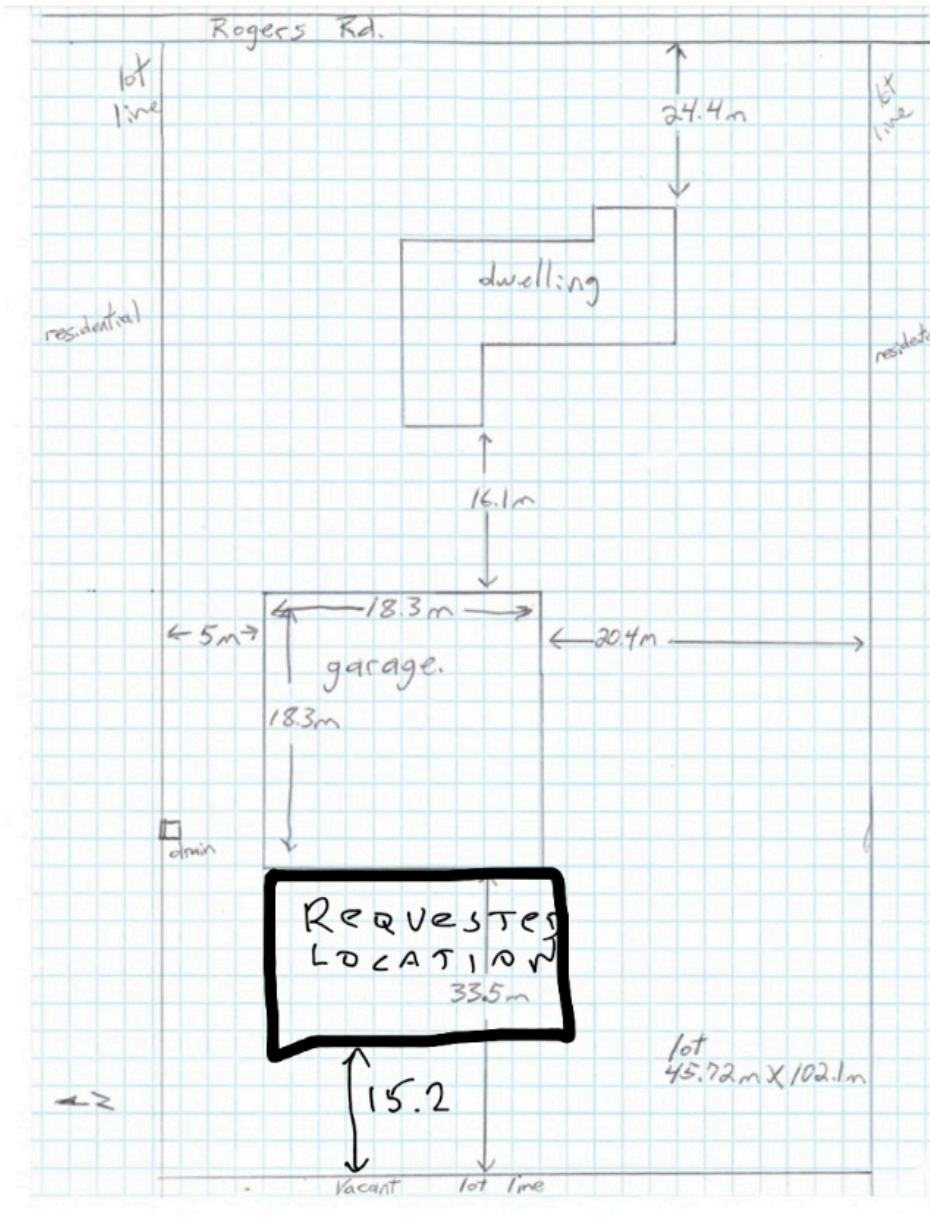 Rogers Rd.
lot
line
lot
line
24.4m
dwelling
residential
16.1m
18.3m
5m
20.4m
garage.
18.3m
drain
REQUESTED
LOCATION
33.5m
lot
45.72m X 102.1m
15.2
N
Vacant lot line